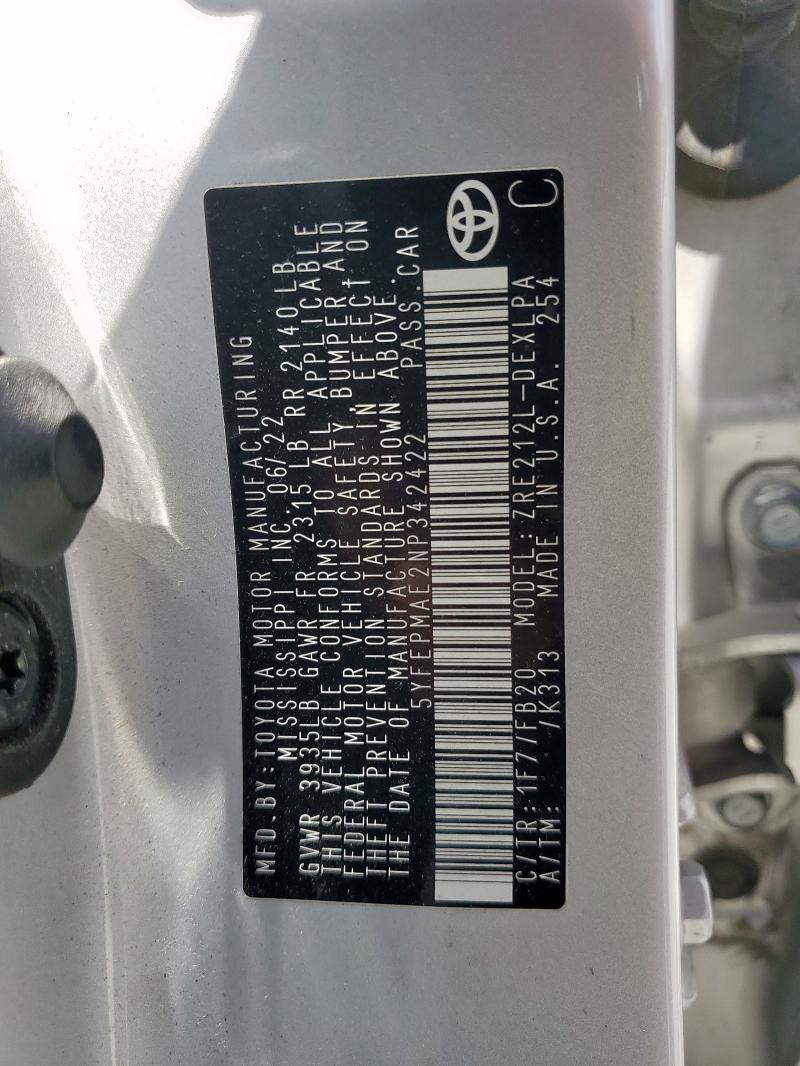 MFD.BY:TOYOTA MOTOR MANUFACTURING
MISSISSIPPI INC. 06/22
GVWR 3935LB GAWR FR 2315 LB RR 2140 LB
THIS VEHICLE CONFORMS TO ALL APPLICABLE
FEDERAL MOTOR VEHICLE SAFETY, BUMPER, AND
THEFT PREVENTION STANDARDS IN EFFECT ON
THE DATE OF MANUFACTURE SHOWN ABOVE.
5YFEPMAE2NP342422 PASS.CAR
C/TR:1F7/FB20 MODEL:ZRE212L-DEXLPA
A/TM: /K313 MADE IN U.S.A. 254
C